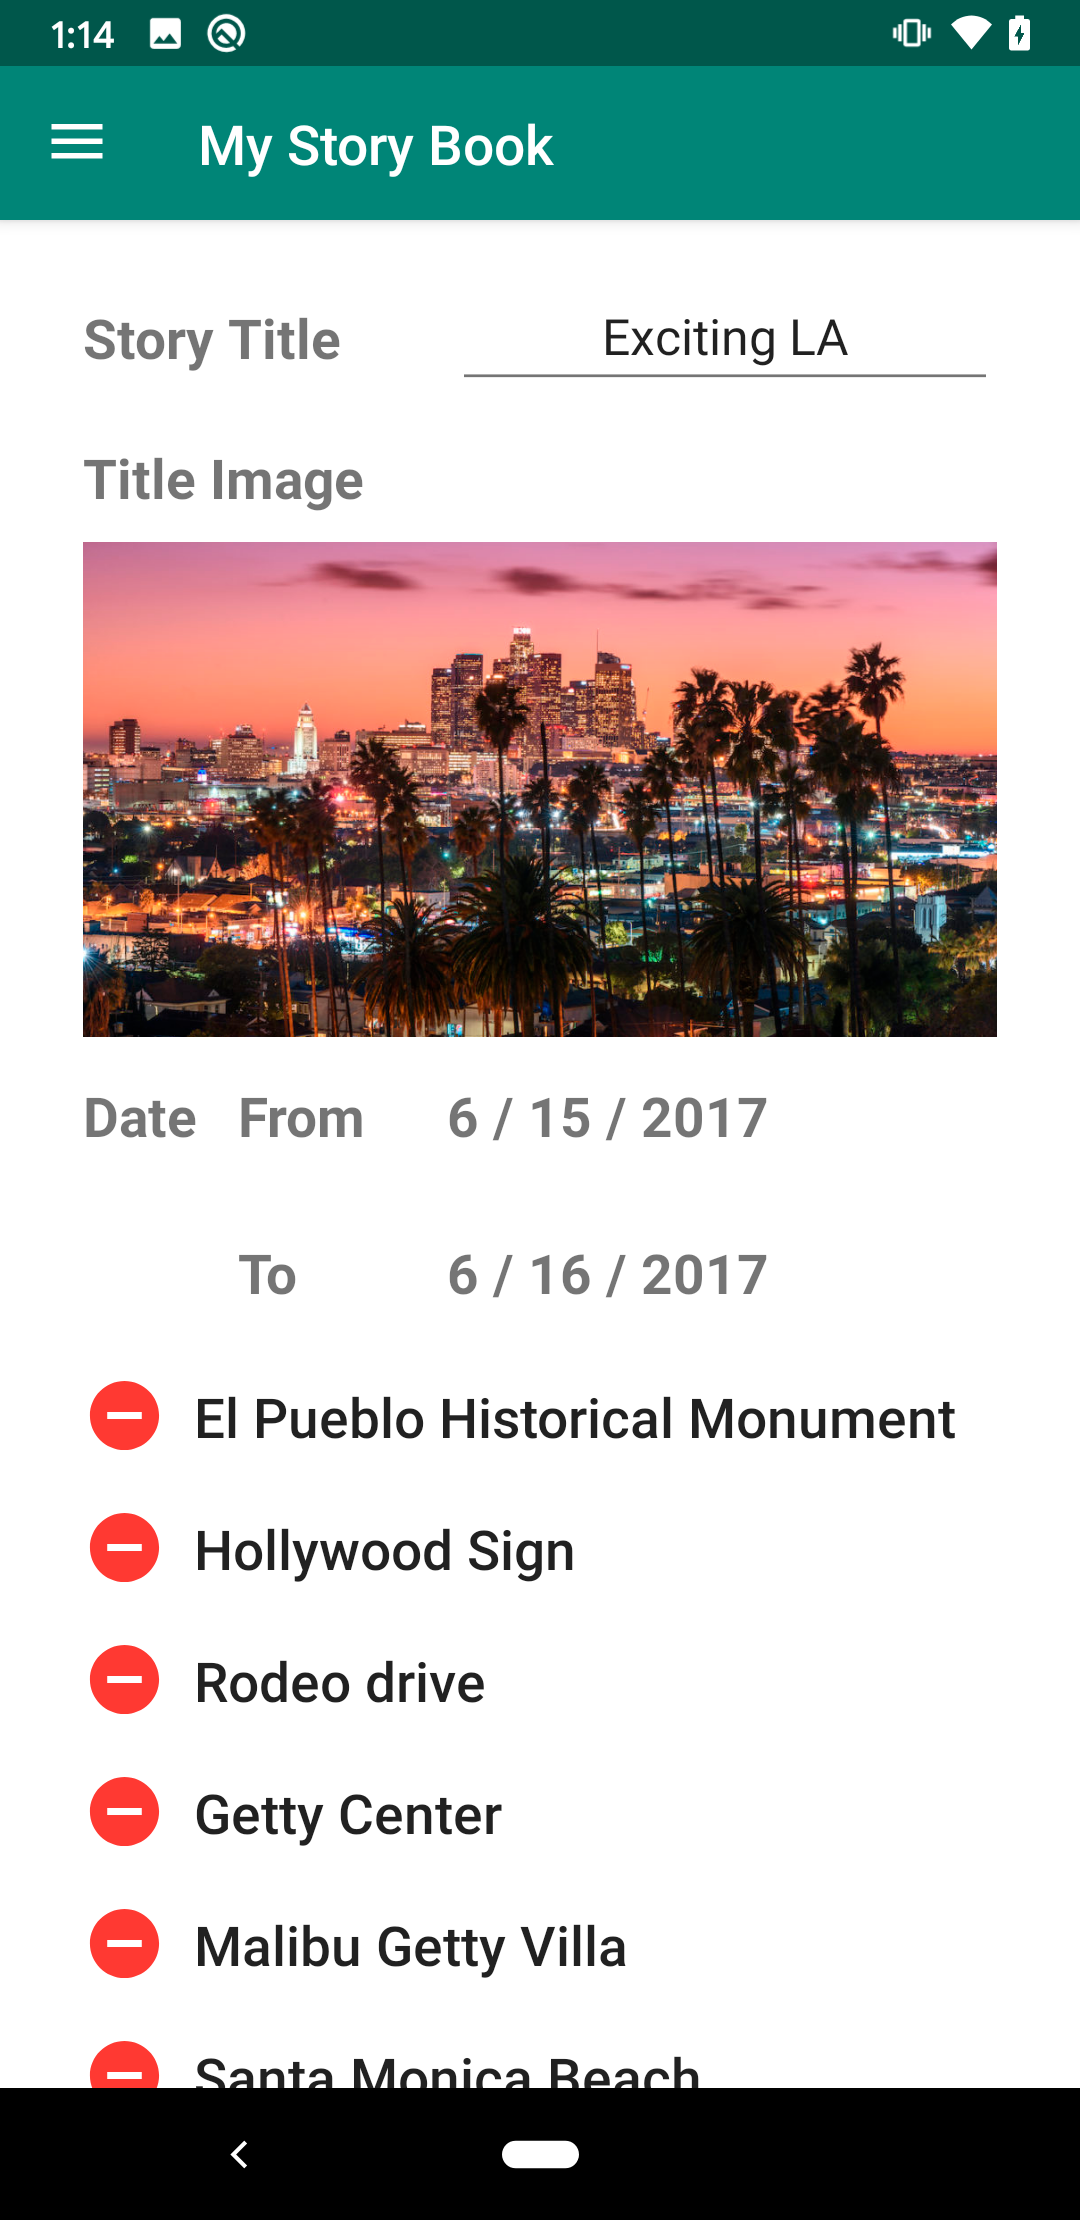 1:14
My Story Book
Story Title
Exciting LA
Title Image
Date From 6 / 15 / 2017
To 6 / 16 / 2017
El Pueblo Historical Monument
Hollywood Sign
Rodeo drive
Getty Center
Malibu Getty Villa
Santa Monica Beach